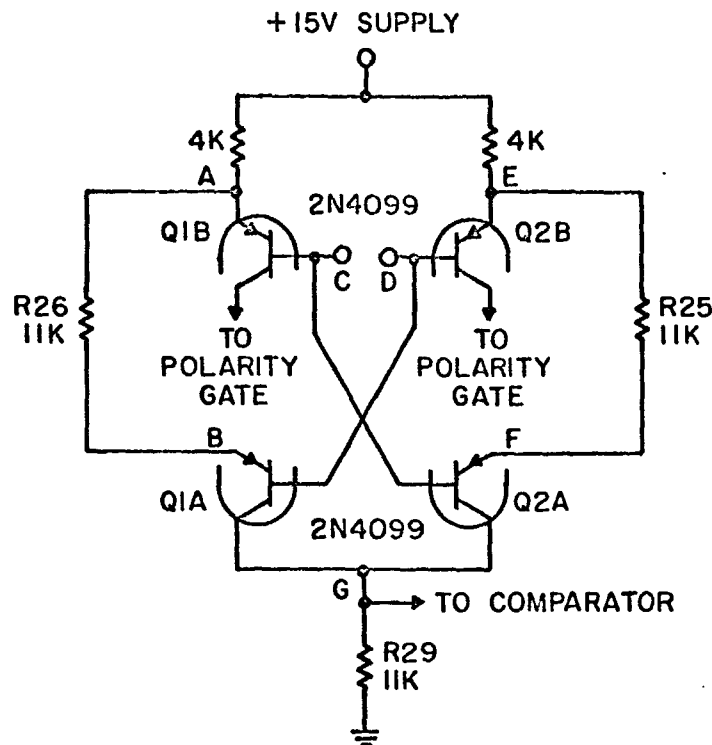 +15V SUPPLY
4K
4K
A
E
2N4099
Q1B
Q2B
C
D
R26
11K
R25
11K
TO
POLARITY
GATE
TO
POLARITY
GATE
B
F
Q1A
Q2A
2N4099
G
TO COMPARATOR
R29
11K